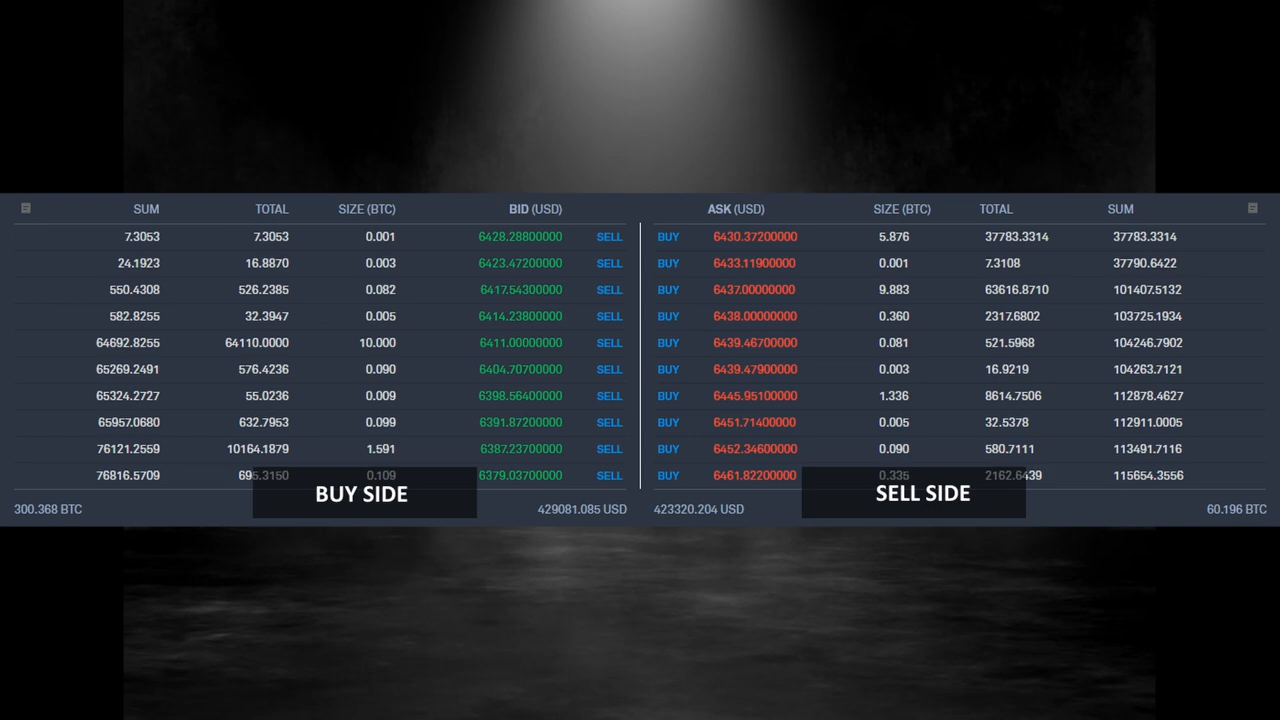 SUM TOTAL SIZE (BTC) BID (USD) ASK (USD) SIZE (BTC) TOTAL SUM
7.3053 7.3053 0.001 6428.28800000 SELL BUY 6430.37200000 5.876 37783.3314 37783.3314
24.1923 16.8870 0.003 6423.47200000 SELL BUY 6433.11900000 0.001 7.3108 37790.6422
550.4308 526.2385 0.082 6417.54300000 SELL BUY 6437.00000000 9.883 63616.8710 101407.5132
582.8255 32.3947 0.005 6414.23800000 SELL BUY 6438.00000000 0.360 2317.6802 103725.1934
64692.8255 64110.0000 10.000 6411.00000000 SELL BUY 6439.46700000 0.081 521.5968 104246.7902
65269.2491 576.4236 0.090 6404.70700000 SELL BUY 6439.47900000 0.003 16.9219 104263.7121
65324.2727 55.0236 0.009 6398.56400000 SELL BUY 6445.95100000 1.336 8614.7506 112878.4627
65957.0680 632.7953 0.099 6391.87200000 SELL BUY 6451.71400000 0.005 32.5378 112911.0005
76121.2559 10164.1879 1.591 6387.23700000 SELL BUY 6452.34600000 0.090 580.7111 113491.7116
76816.5709 695.3150 0.109 6379.03700000 SELL BUY 6461.82200000 0.335 2162.6439 115654.3556
BUY SIDE SELL SIDE
300.368 BTC 429081.085 USD 423320.204 USD 60.196 BTC